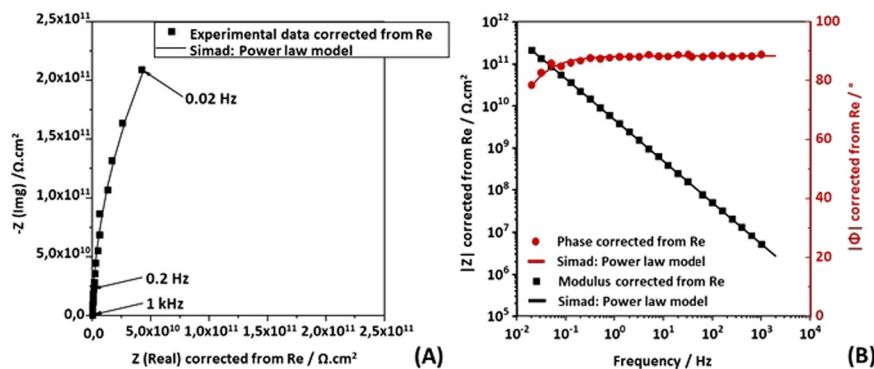 2,5x10¹¹
2,0x10¹¹
1,5x10¹¹
1,0x10¹¹
5,0x10¹⁰
0,0
-Z (Img) /Ω.cm²
Experimental data corrected from Re
Simad: Power law model
0.02 Hz
0.2 Hz
1 kHz
0,0 5,0x10¹⁰ 1,0x10¹¹ 1,5x10¹¹ 2,0x10¹¹ 2,5x10¹¹
Z (Real) corrected from Re / Ω.cm²
(A)
10¹²
10¹¹
10¹⁰
10⁹
10⁸
10⁷
10⁶
10⁵
|Z| corrected from Re / Ω.cm²
Phase corrected from Re
Simad: Power law model
Modulus corrected from Re
Simad: Power law model
10⁻² 10⁻¹ 10⁰ 10¹ 10² 10³ 10⁴
Frequency / Hz
100
80
60
40
20
0
|Φ| corrected from Re / °
(B)